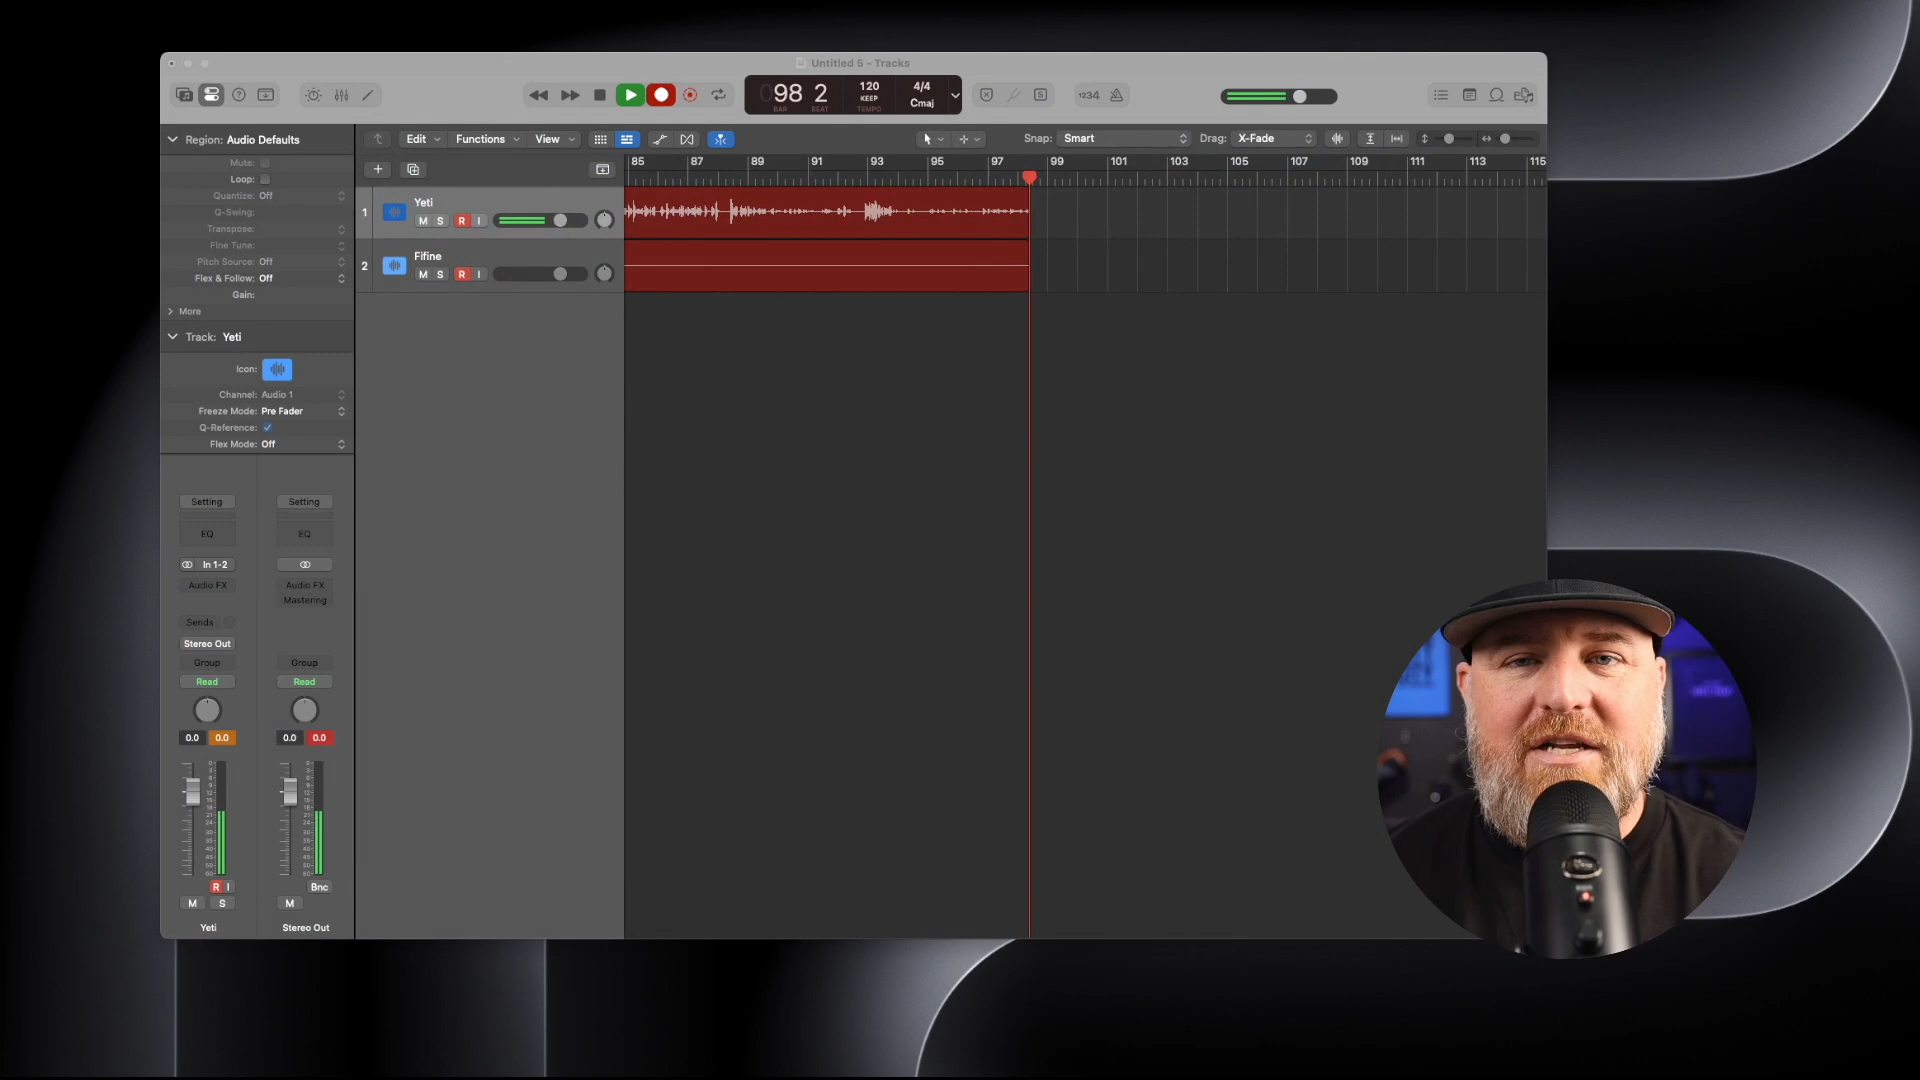 Untitled 5 - Tracks
98 2
BAR BEAT
120
KEEP
TEMPO
4/4
Cmaj
1234
Region: Audio Defaults
Edit Functions View
Snap: Smart
Drag: X-Fade
Mute:
Loop:
Quantize: Off
Q-Swing:
Transpose:
Fine Tune:
Pitch Source: Off
Flex & Follow: Off
Gain:
More
85 87 89 91 93 95 97 99 101 103 105 107 109 111 113 115
1 Yeti
M S R I
2 Fifine
M S R I
Track: Yeti
Icon:
Channel: Audio 1
Freeze Mode: Pre Fader
Q-Reference:
Flex Mode: Off
Setting Setting
EQ EQ
In 1-2
Audio FX Audio FX
Mastering
Sends
Stereo Out
Group Group
Read Read
0.0 0.0 0.0 0.0
R I Bnc
M S M
Yeti Stereo Out